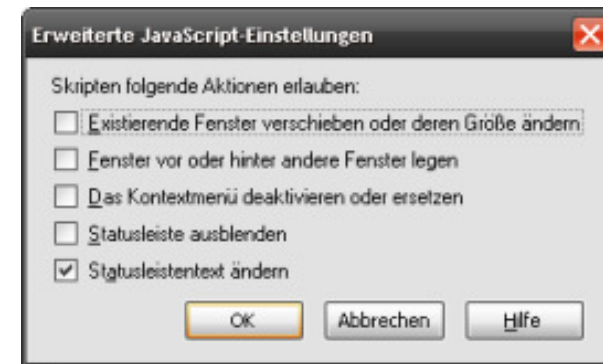 Erweiterte JavaScript-Einstellungen
Skripten folgende Aktionen erlauben:
Existierende Fenster verschieben oder deren Größe ändern
Fenster vor oder hinter andere Fenster legen
Das Kontextmenü deaktivieren oder ersetzen
Statusleiste ausblenden
Statusleistentext ändern
OK Abbrechen Hilfe